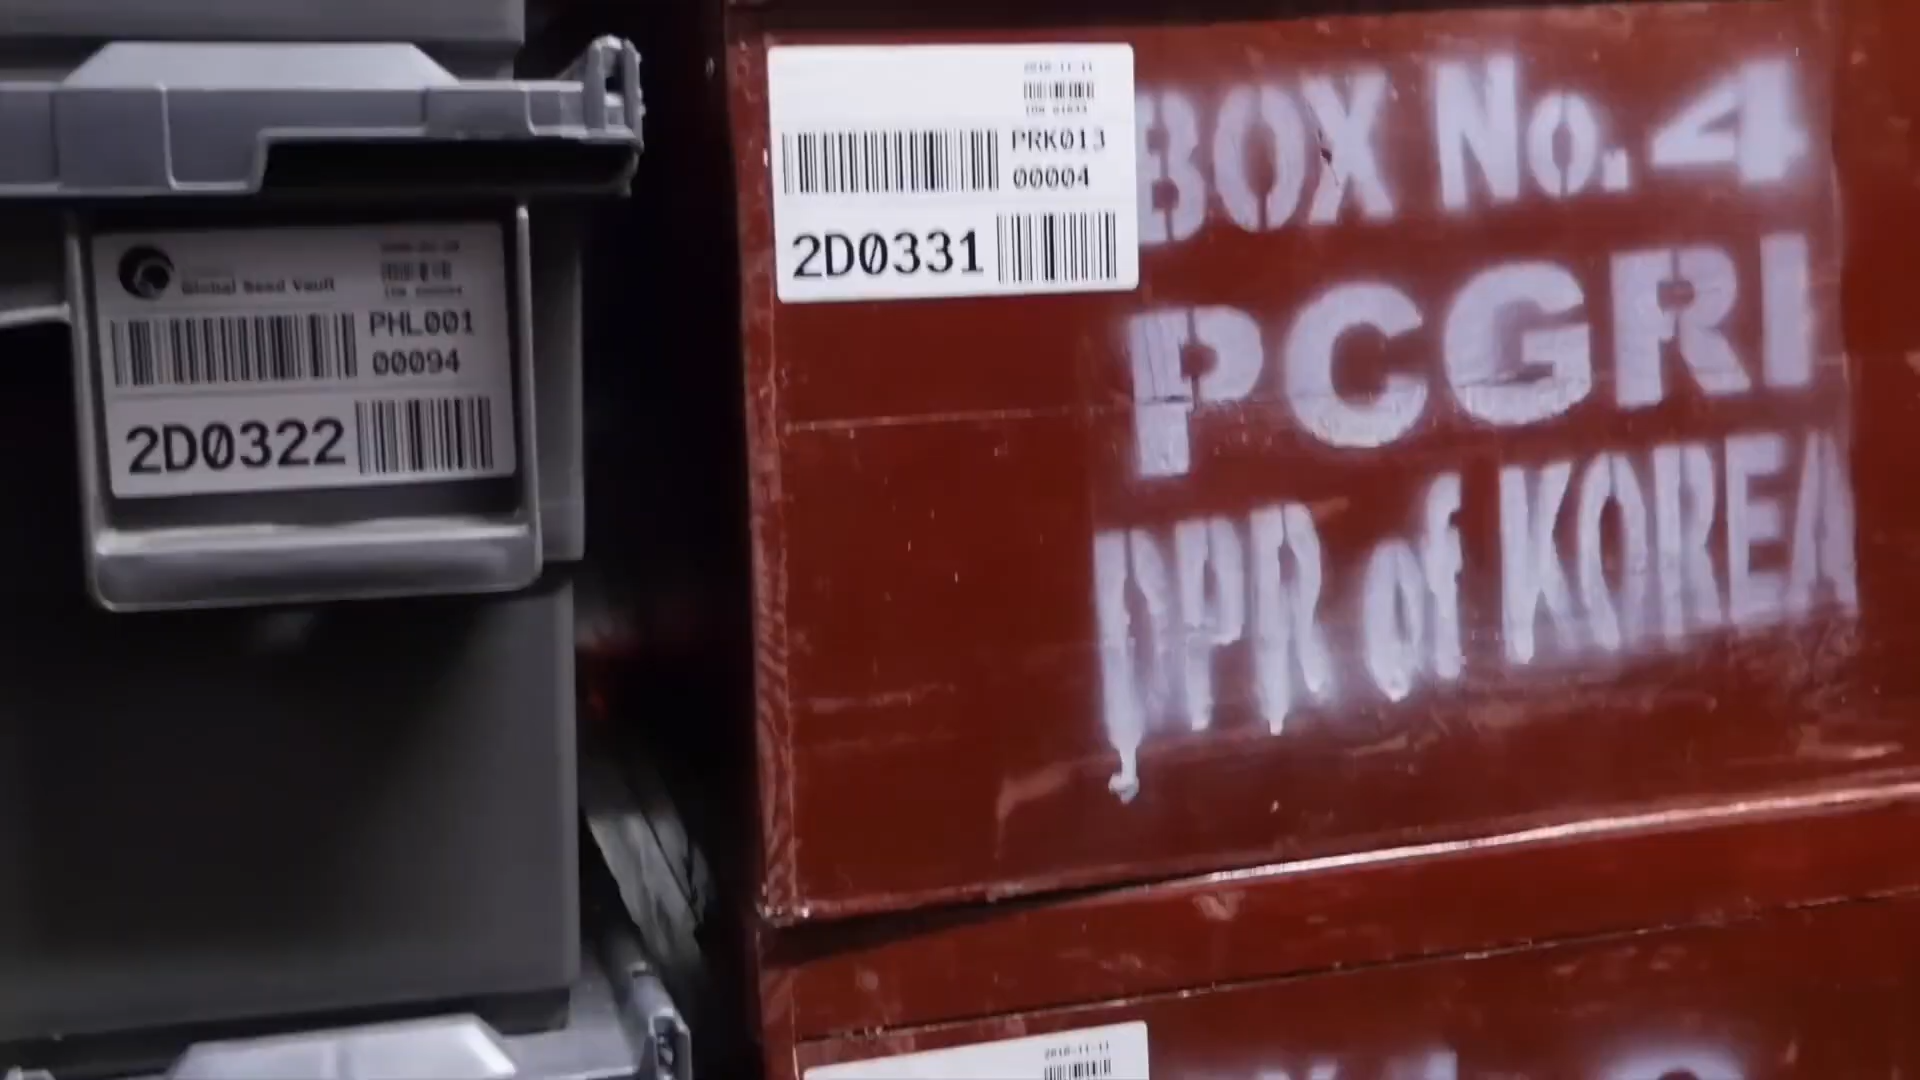 Global Seed Vault
PHL001
00094
2D0322
PRK013
00004
2D0331
BOX No. 4
PCGRI
DPR of KOREA